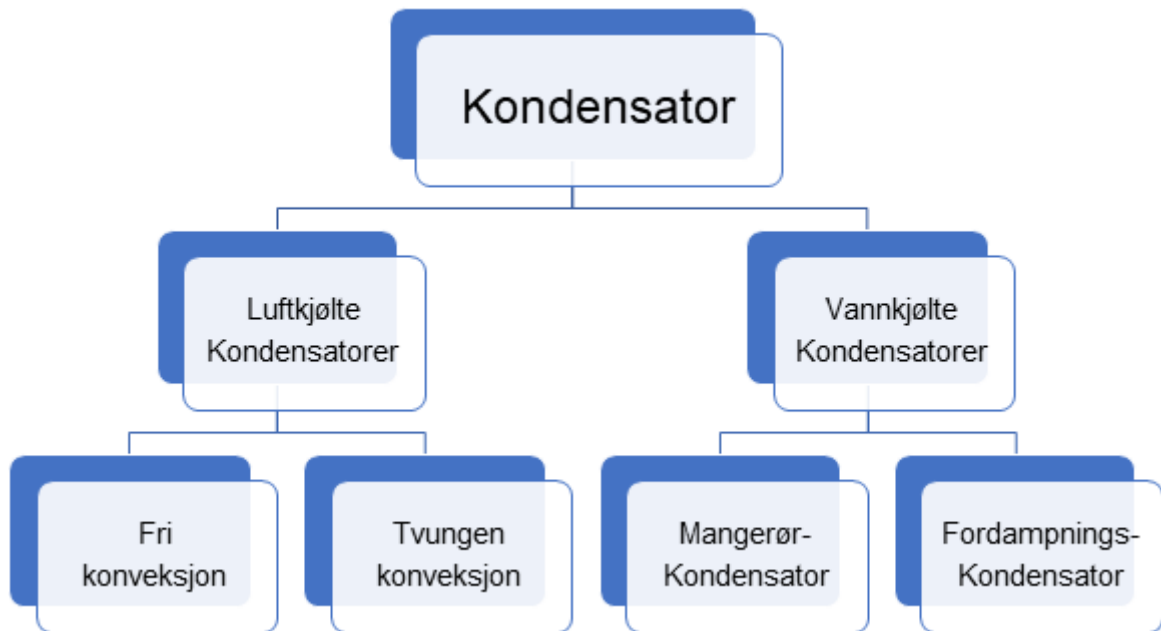 Kondensator
Luftkjølte
Kondensatorer
Vannkjølte
Kondensatorer
Fri
konveksjon
Tvungen
konveksjon
Mangerør-
Kondensator
Fordampnings-
Kondensator